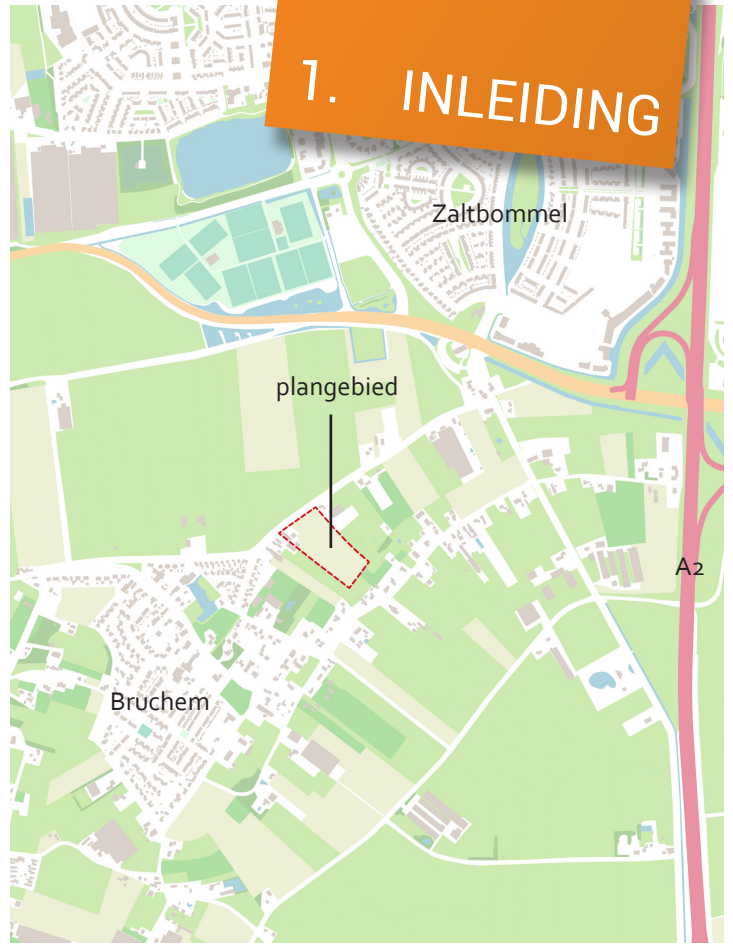 1. INLEIDING
Zaltbommel
plangebied
A2
Bruchem